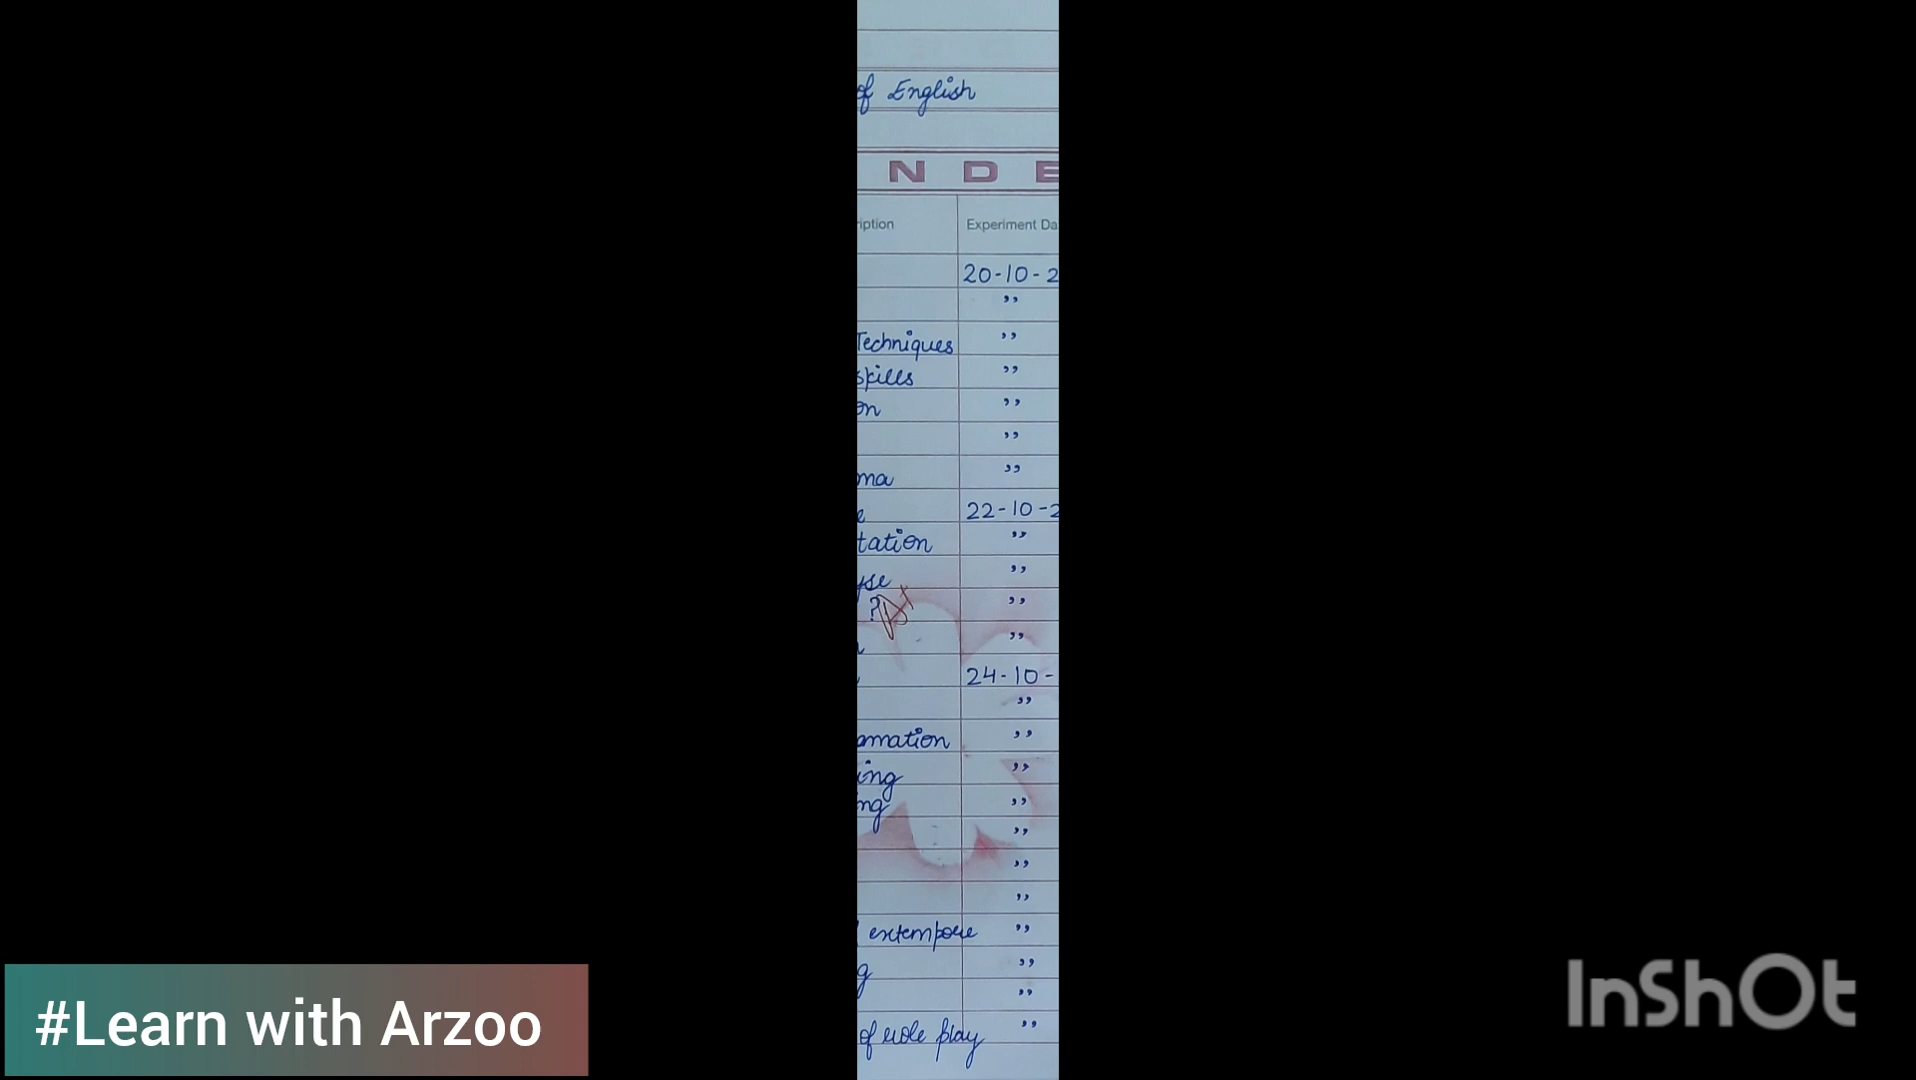 of English
N D E
iption Experiment Da
20-10-2
,,
Techniques ,,
skills ,,
on ,,
,,
ma ,,
e 22-10-2
tation ,,
yse ,,
? A+ ,,
,,
24-10-
,,
amation ,,
ing ,,
ng ,,
,,
,,
,,
extempore ,,
g ,,
,,
of role play ,,
#Learn with Arzoo
InShOt